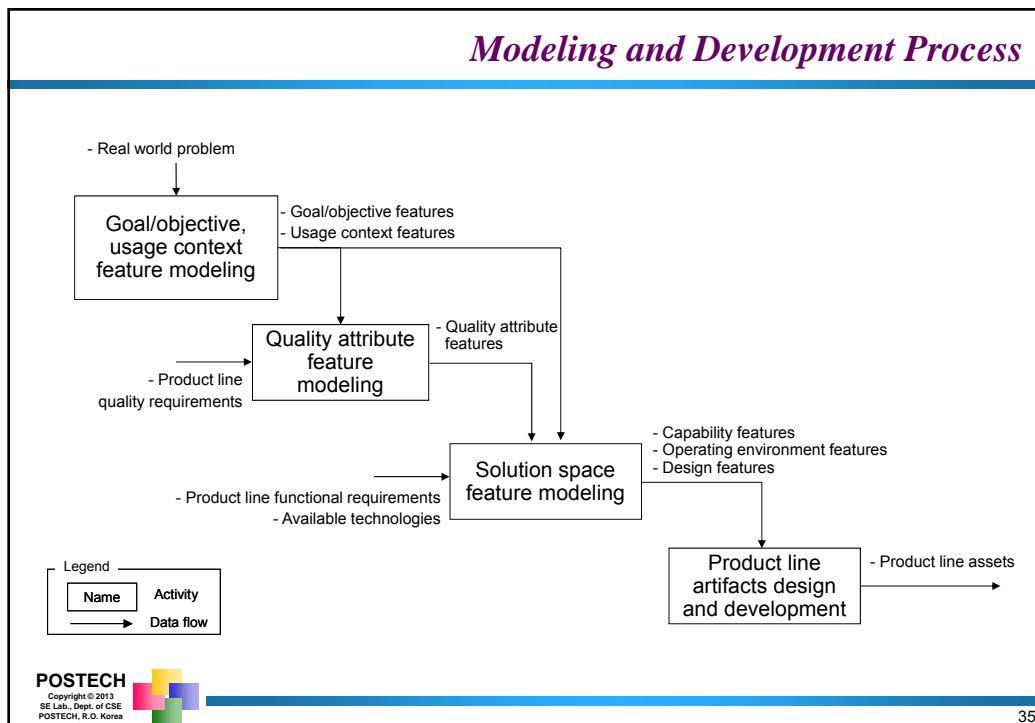 Modeling and Development Process
- Real world problem
Goal/objective,
usage context
feature modeling
- Goal/objective features
- Usage context features
Quality attribute
feature
modeling
- Quality attribute
features
- Product line
quality requirements
Solution space
feature modeling
- Capability features
- Operating environment features
- Design features
- Product line functional requirements
- Available technologies
Product line
artifacts design
and development
- Product line assets
Legend
Name Activity
Data flow
POSTECH
Copyright © 2013
SE Lab., Dept. of CSE
POSTECH, R.O. Korea
35